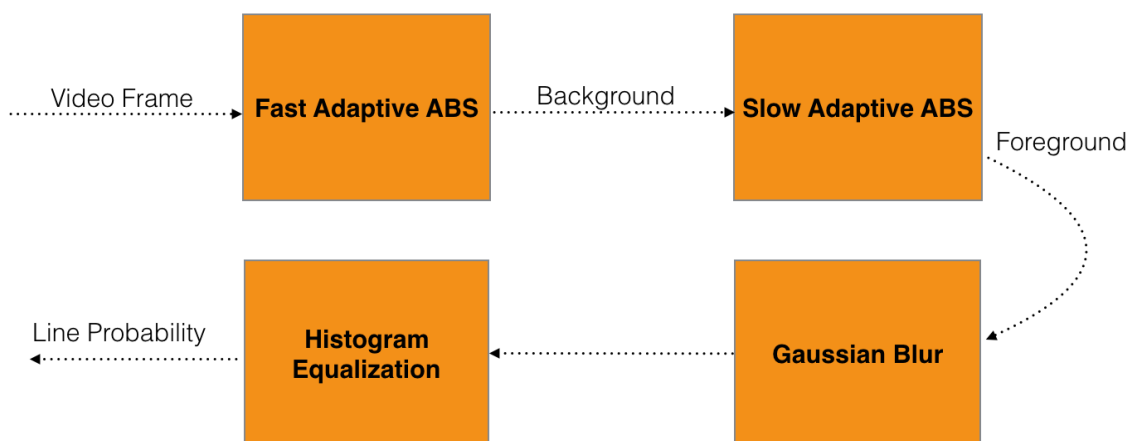 Video Frame
Fast Adaptive ABS
Background
Slow Adaptive ABS
Foreground
Line Probability
Histogram
Equalization
Gaussian Blur